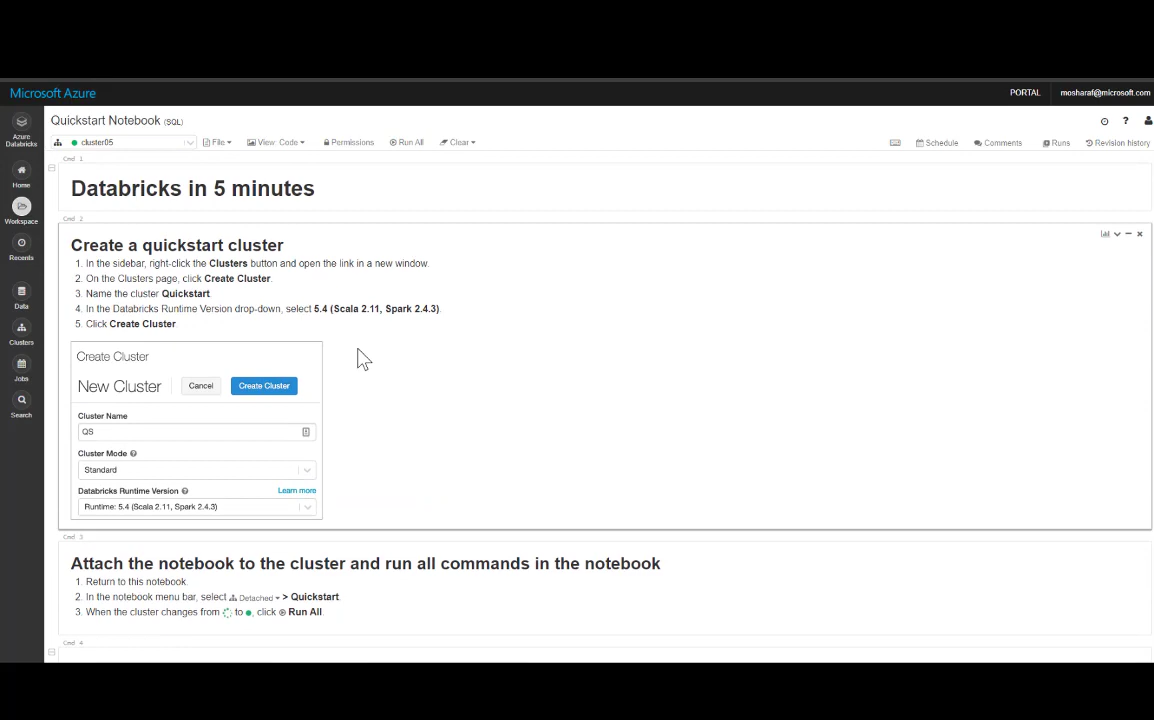 Microsoft Azure
PORTAL
mosharaf@microsoft.com
Quickstart Notebook (SQL)
cluster05
File
View: Code
Permissions
Run All
Clear
Schedule
Comments
Runs
Revision history
Azure
Databricks
Home
Workspace
Recents
Data
Clusters
Jobs
Search
Cmd 1
Databricks in 5 minutes
Cmd 2
Create a quickstart cluster
1. In the sidebar, right-click the Clusters button and open the link in a new window.
2. On the Clusters page, click Create Cluster.
3. Name the cluster Quickstart.
4. In the Databricks Runtime Version drop-down, select 5.4 (Scala 2.11, Spark 2.4.3).
5. Click Create Cluster.
Create Cluster
New Cluster
Cancel
Create Cluster
Cluster Name
QS
Cluster Mode
Standard
Databricks Runtime Version
Learn more
Runtime: 5.4 (Scala 2.11, Spark 2.4.3)
Cmd 3
Attach the notebook to the cluster and run all commands in the notebook
1. Return to this notebook.
2. In the notebook menu bar, select Detached > Quickstart.
3. When the cluster changes from to , click Run All.
Cmd 4